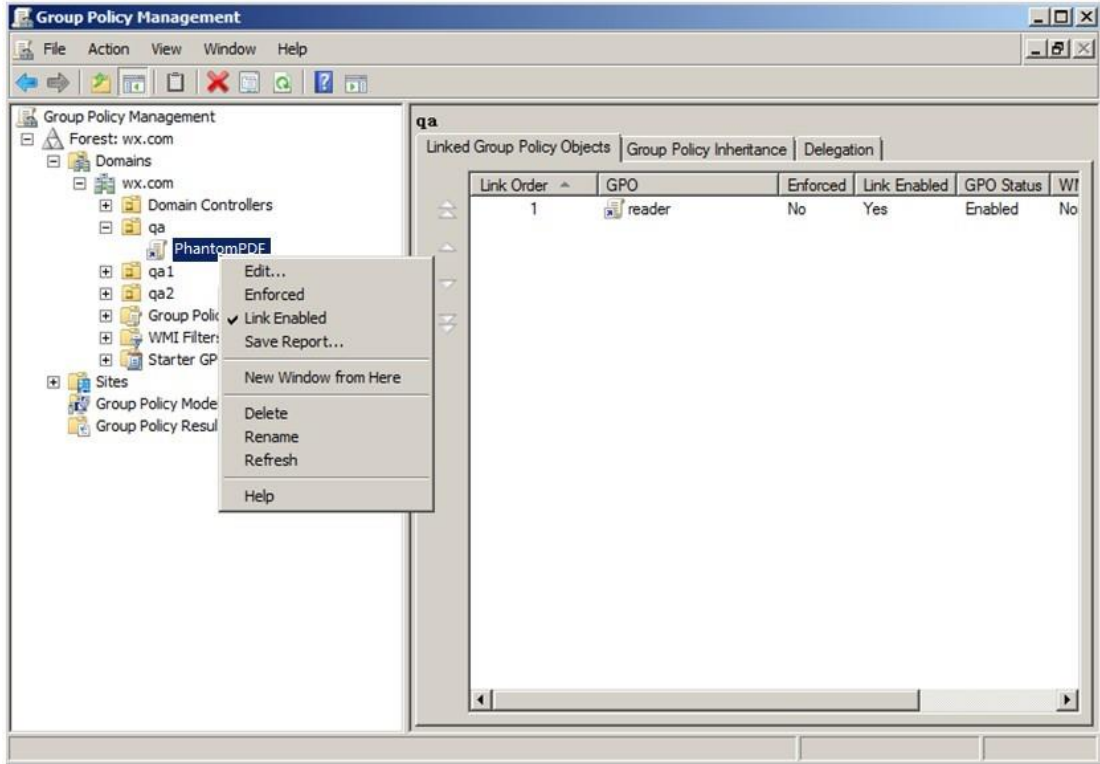 Group Policy Management
File Action View Window Help
Group Policy Management
Forest: wx.com
Domains
wx.com
Domain Controllers
qa
PhantomPDF
qa1
qa2
Group Polic
WMI Filters
Starter GP
Sites
Group Policy Mode
Group Policy Resul
Edit...
Enforced
Link Enabled
Save Report...
New Window from Here
Delete
Rename
Refresh
Help
qa
Linked Group Policy Objects Group Policy Inheritance Delegation
Link Order GPO Enforced Link Enabled GPO Status WM
1 reader No Yes Enabled No